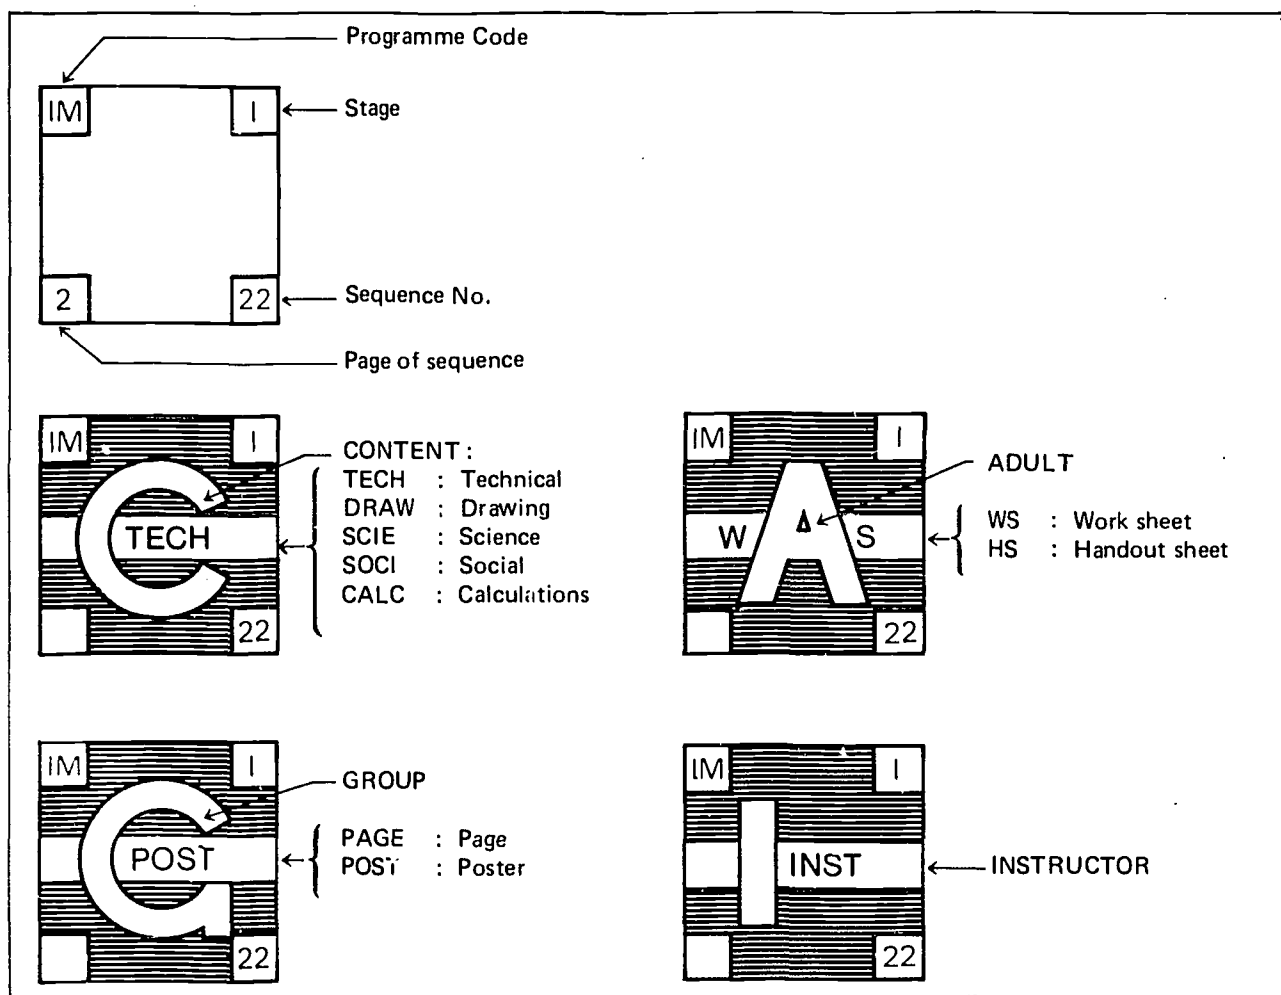 Programme Code
IM I Stage
2 22 Sequence No.
Page of sequence
IM I
CONTENT :
TECH : Technical
DRAW : Drawing
SCIE : Science
SOCI : Social
CALC : Calculations
C
TECH
22
IM I
ADULT
WS : Work sheet
HS : Handout sheet
W A S
22
IM I
GROUP
PAGE : Page
POST : Poster
G
POST
22
IM I
I INST INSTRUCTOR
22